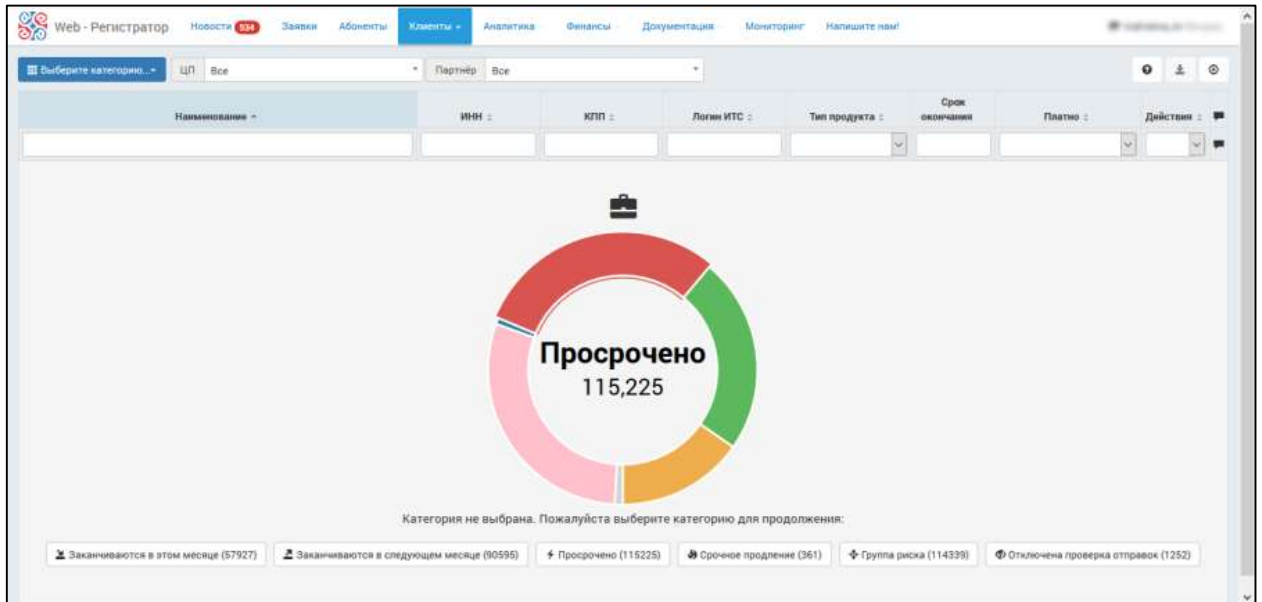 Web - Регистратор Новости 534 Заявки Абоненты Клиенты Аналитика Финансы Документация Мониторинг Напишите нам!
Выберите категорию... ЦП Все Партнёр Все
Наименование ИНН КПП Логин ИТС Тип продукта Срок окончания Платно Действия
Просрочено
115,225
Категория не выбрана. Пожалуйста выберите категорию для продолжения:
Заканчиваются в этом месяце (57927) Заканчиваются в следующем месяце (90595) Просрочено (115225) Срочное продление (361) Группа риска (114339) Отключена проверка отправок (1252)